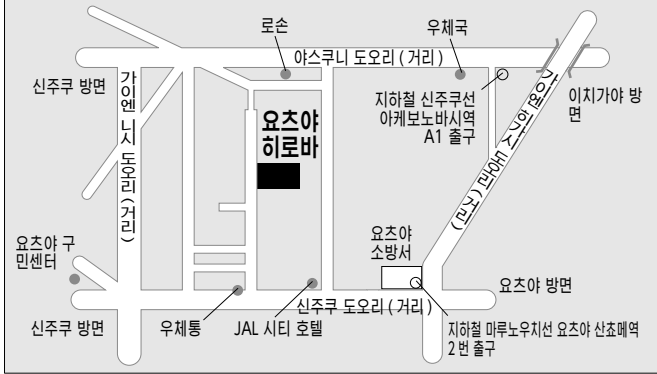 로손
우체국
야스쿠니 도오리 ( 거리 )
신주쿠 방면
가이엔 니시 도오리 (거리)
지하철 신주쿠선
아케보노바시역
A1 출구
가이엔 히가시 도오리 (거리)
이치가야 방
면
요츠야
히로바
요츠야 구
민센터
요츠야
소방서
요츠야 방면
신주쿠 도오리 ( 거리 )
신주쿠 방면
우체통
JAL 시티 호텔
지하철 마루노우치선 요츠야 산쵸메역
2 번 출구